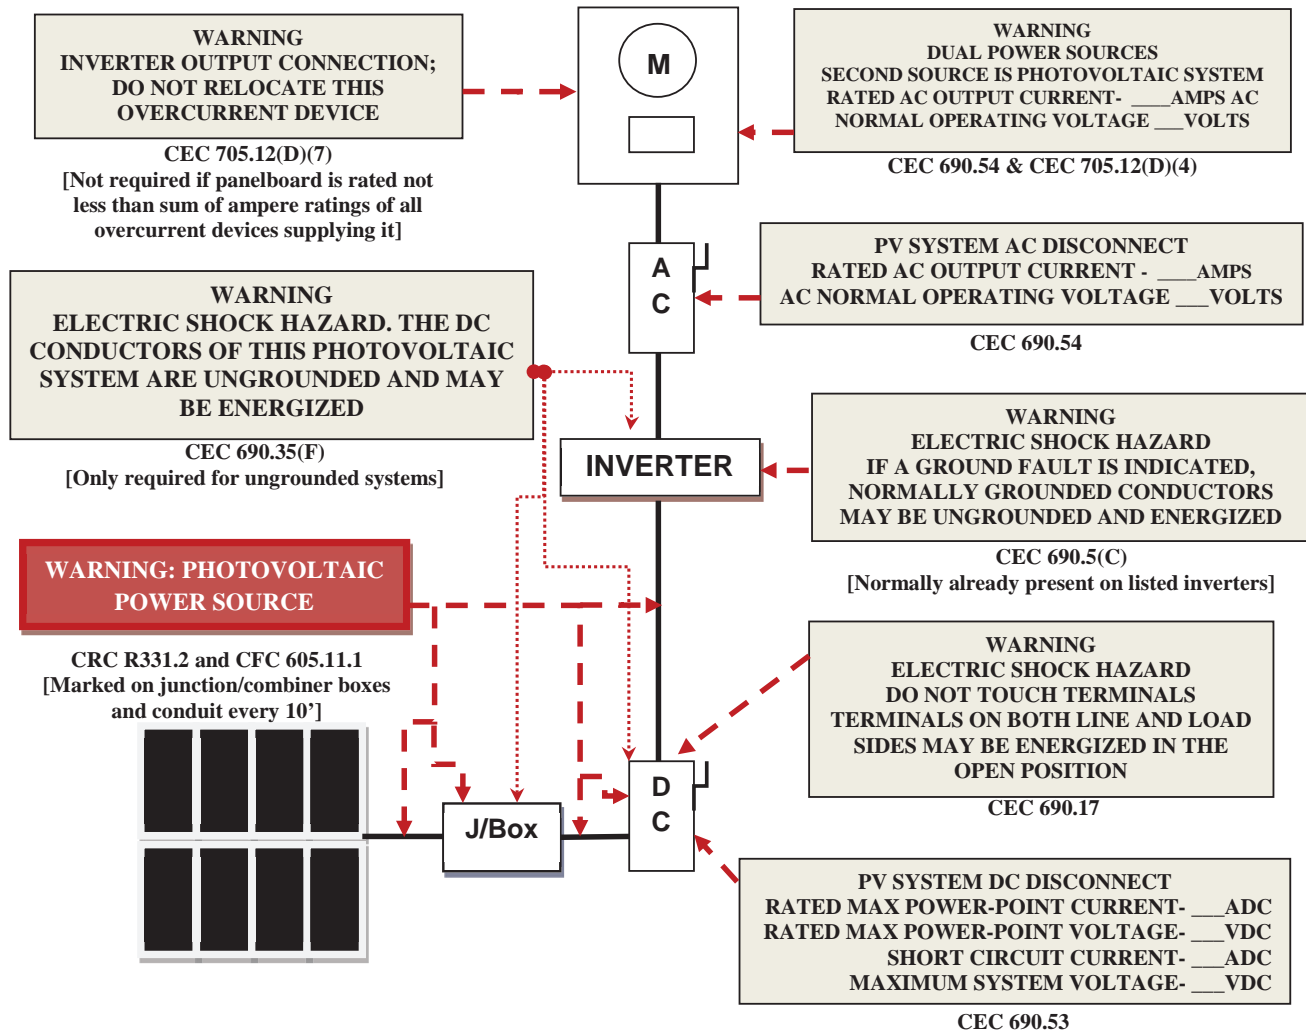 WARNING
INVERTER OUTPUT CONNECTION;
DO NOT RELOCATE THIS
OVERCURRENT DEVICE
CEC 705.12(D)(7)
[Not required if panelboard is rated not
less than sum of ampere ratings of all
overcurrent devices supplying it]
M
WARNING
DUAL POWER SOURCES
SECOND SOURCE IS PHOTOVOLTAIC SYSTEM
RATED AC OUTPUT CURRENT- ____AMPS AC
NORMAL OPERATING VOLTAGE ___VOLTS
CEC 690.54 & CEC 705.12(D)(4)
A
C
PV SYSTEM AC DISCONNECT
RATED AC OUTPUT CURRENT - ____AMPS
AC NORMAL OPERATING VOLTAGE ___VOLTS
CEC 690.54
WARNING
ELECTRIC SHOCK HAZARD. THE DC
CONDUCTORS OF THIS PHOTOVOLTAIC
SYSTEM ARE UNGROUNDED AND MAY
BE ENERGIZED
CEC 690.35(F)
[Only required for ungrounded systems]
INVERTER
WARNING
ELECTRIC SHOCK HAZARD
IF A GROUND FAULT IS INDICATED,
NORMALLY GROUNDED CONDUCTORS
MAY BE UNGROUNDED AND ENERGIZED
CEC 690.5(C)
[Normally already present on listed inverters]
WARNING: PHOTOVOLTAIC
POWER SOURCE
CRC R331.2 and CFC 605.11.1
[Marked on junction/combiner boxes
and conduit every 10’]
WARNING
ELECTRIC SHOCK HAZARD
DO NOT TOUCH TERMINALS
TERMINALS ON BOTH LINE AND LOAD
SIDES MAY BE ENERGIZED IN THE
OPEN POSITION
CEC 690.17
J/Box
D
C
PV SYSTEM DC DISCONNECT
RATED MAX POWER-POINT CURRENT- ___ADC
RATED MAX POWER-POINT VOLTAGE- ___VDC
SHORT CIRCUIT CURRENT- ___ADC
MAXIMUM SYSTEM VOLTAGE- ___VDC
CEC 690.53